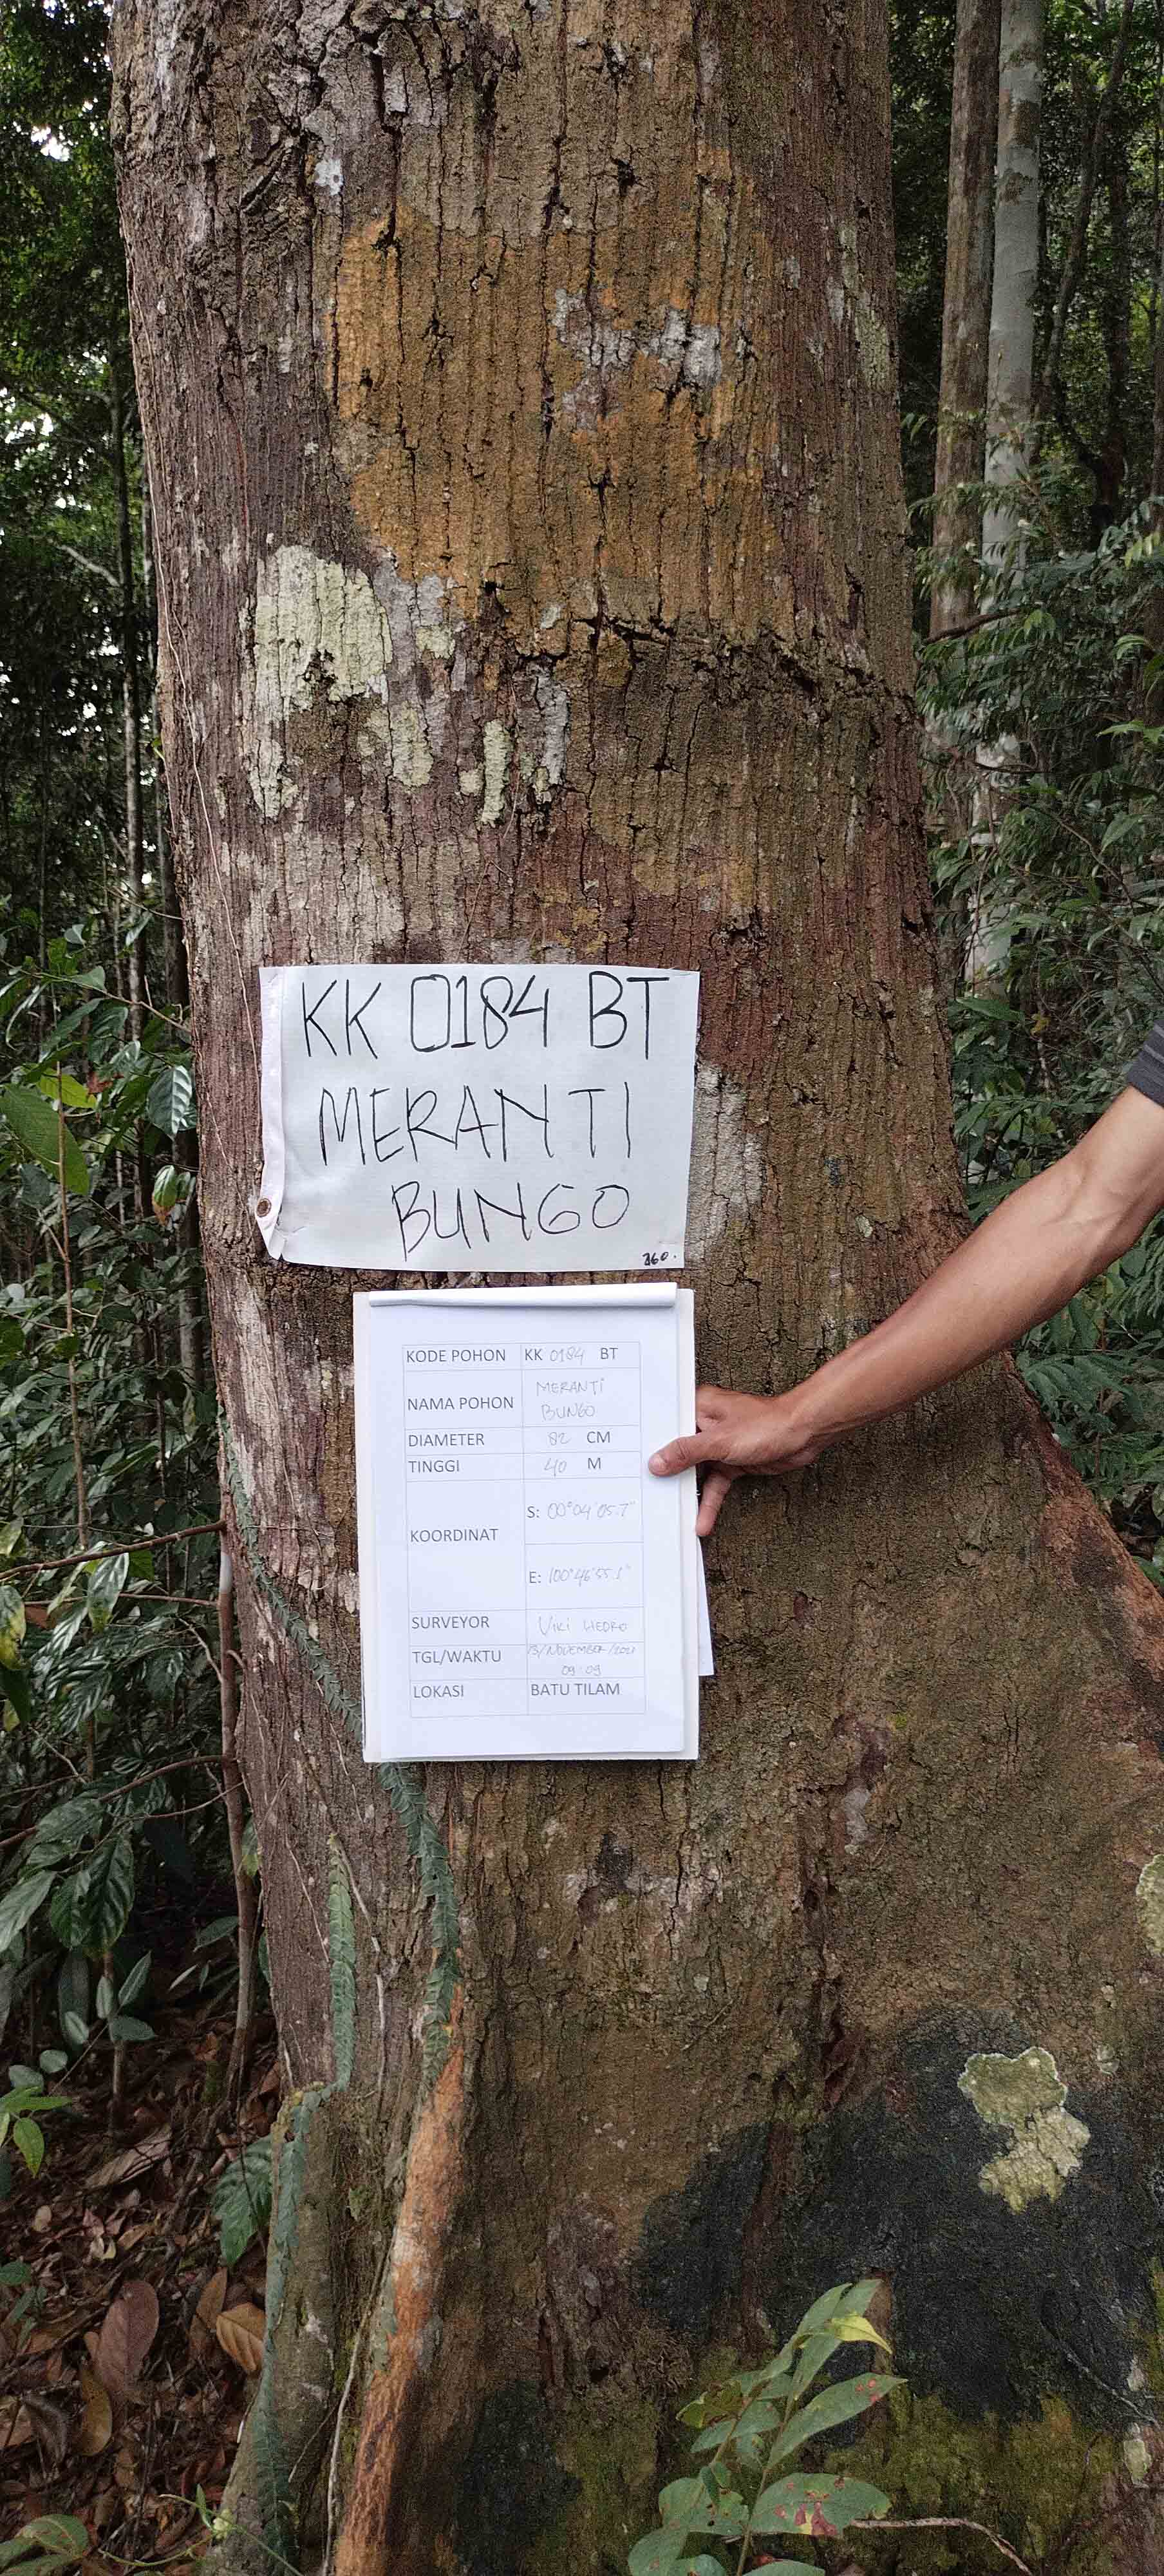 KK 0184 BT
MERANTI
BUNGO
260.
KODE POHON KK 0184 BT
NAMA POHON MERANTI
BUNGO
DIAMETER 82 CM
TINGGI 40 M
KOORDINAT
S: 00°04'05.7"
E: 100°46'55.1"
SURVEYOR VIKI HEDRO
TGL/WAKTU 13/NOVEMBER/2021
09:09
LOKASI BATU TILAM